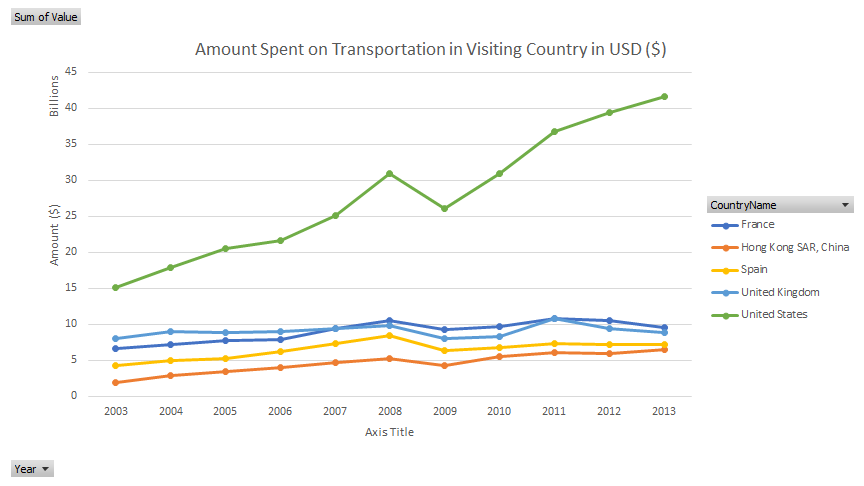 Sum of Value
Amount Spent on Transportation in Visiting Country in USD ($)
Billions
Amount ($)
45
40
35
30
25
20
15
10
5
0
2003 2004 2005 2006 2007 2008 2009 2010 2011 2012 2013
Axis Title
CountryName
France
Hong Kong SAR, China
Spain
United Kingdom
United States
Year